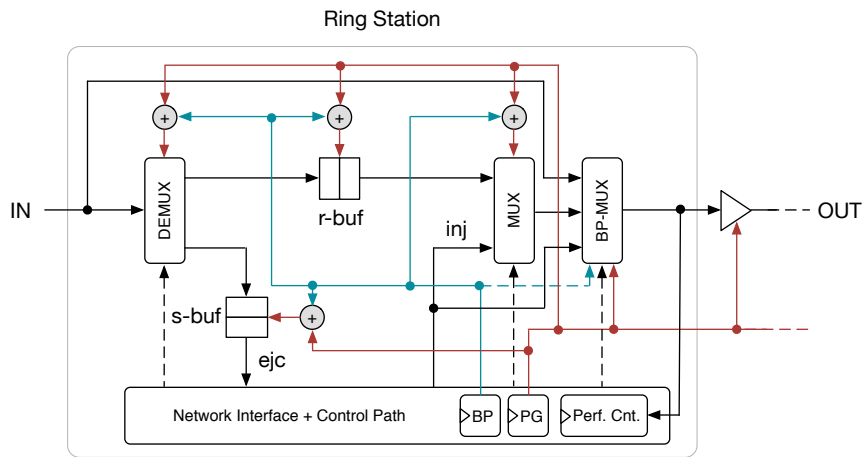 Ring Station
+
+
+
IN
DEMUX
r-buf
MUX
BP-MUX
OUT
inj
s-buf
+
ejc
Network Interface + Control Path
BP
PG
Perf. Cnt.